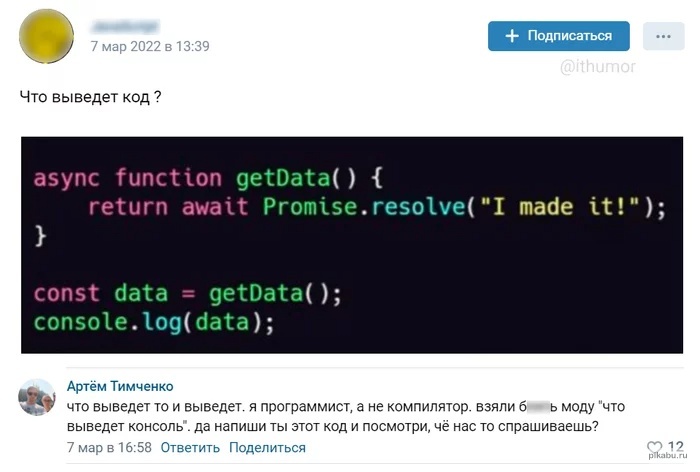 7 мар 2022 в 13:39
+ Подписаться
@ithumor
Что выведет код ?
async function getData() {
return await Promise.resolve("I made it!");
}
const data = getData();
console.log(data);
Артём Тимченко
что выведет то и выведет. я программист, а не компилятор. взяли моду "что
выведет консоль". да напиши ты этот код и посмотри, чё нас то спрашиваешь?
7 мар в 16:58 Ответить Поделиться
12
pikabu.ru